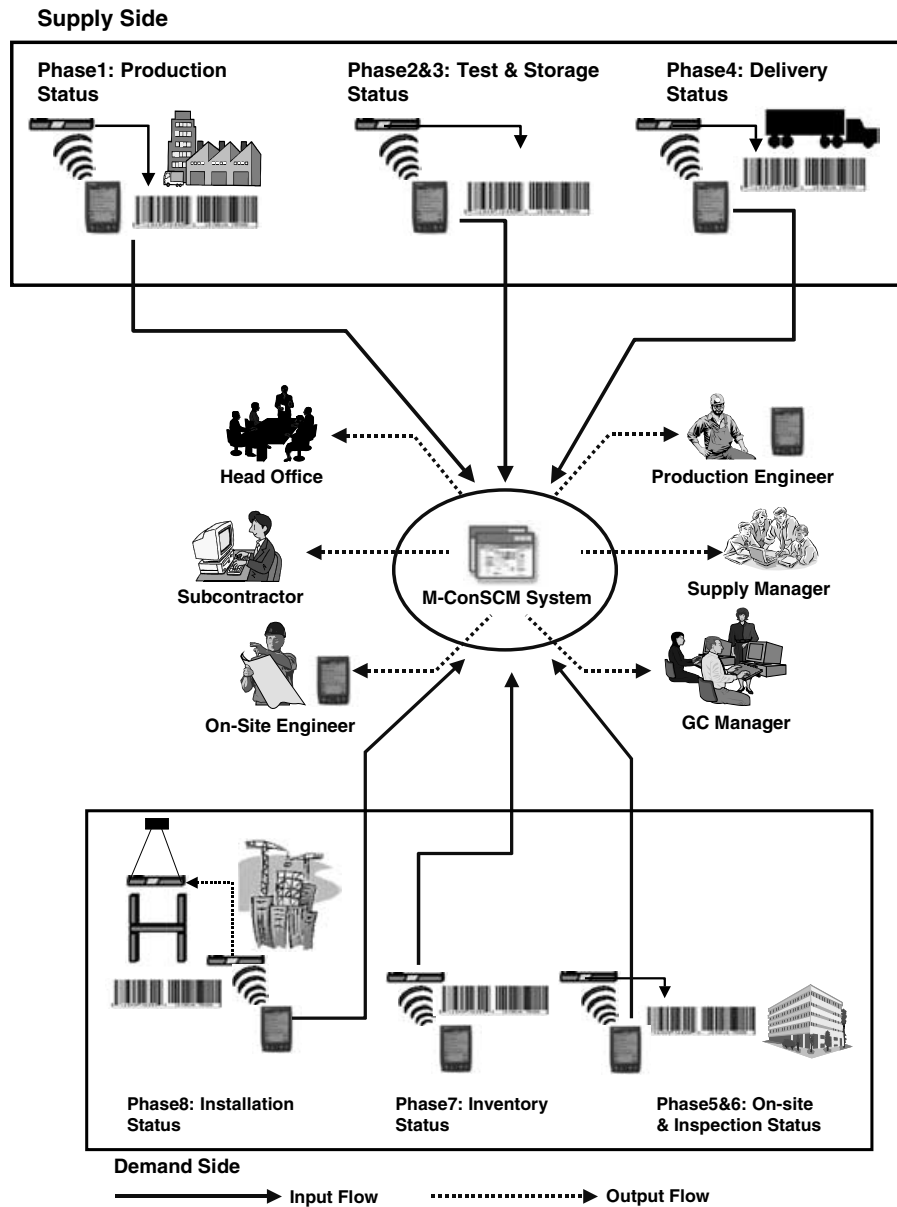 Supply Side
Phase1: Production
Status
Phase2&3: Test & Storage
Status
Phase4: Delivery
Status
Head Office
Production Engineer
Subcontractor
M-ConSCM System
Supply Manager
On-Site Engineer
GC Manager
Phase8: Installation
Status
Phase7: Inventory
Status
Phase5&6: On-site
& Inspection Status
Demand Side
Input Flow
Output Flow